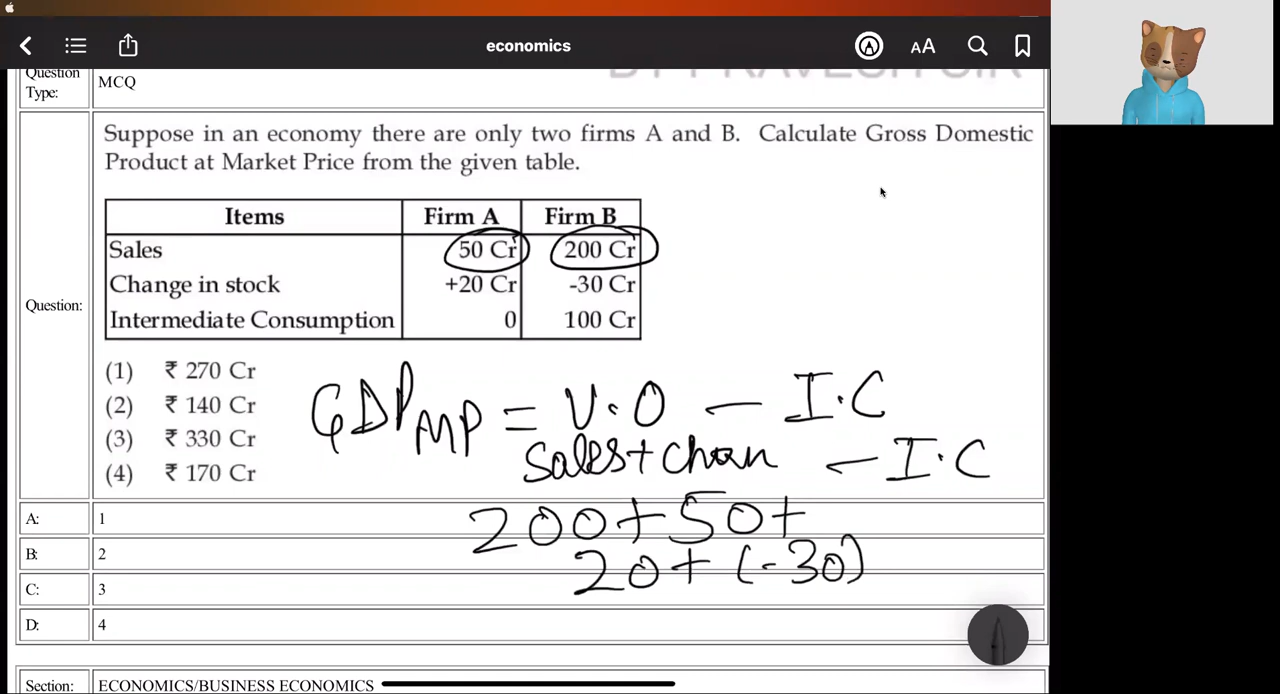 economics
AA
Question
Type:
MCQ
Question:
Suppose in an economy there are only two firms A and B. Calculate Gross Domestic
Product at Market Price from the given table.
Items Firm A Firm B
Sales 50 Cr 200 Cr
Change in stock +20 Cr -30 Cr
Intermediate Consumption 0 100 Cr
(1) ₹ 270 Cr
(2) ₹ 140 Cr
(3) ₹ 330 Cr
(4) ₹ 170 Cr
GDP MP = V.O - I.C
Sales + chan - I.C
200 + 50 +
20 + (-30)
A: 1
B: 2
C: 3
D: 4
Section: ECONOMICS/BUSINESS ECONOMICS